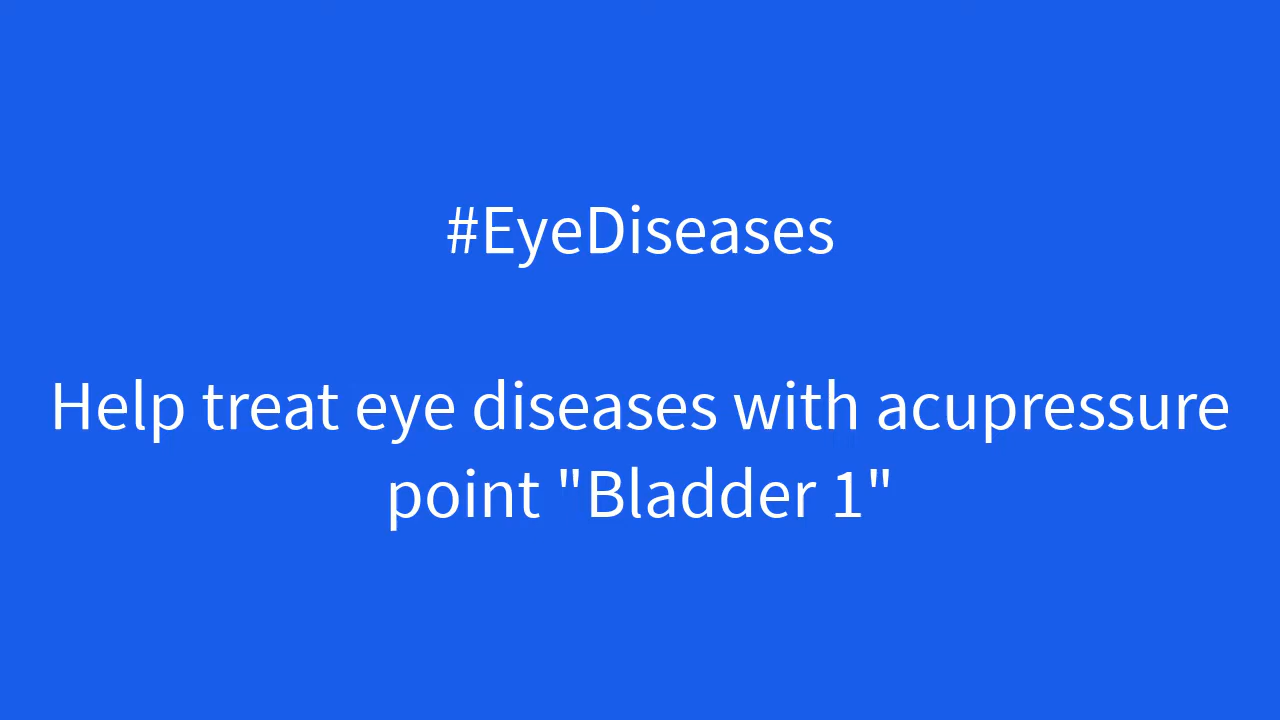 #EyeDiseases
Help treat eye diseases with acupressure
point "Bladder 1"